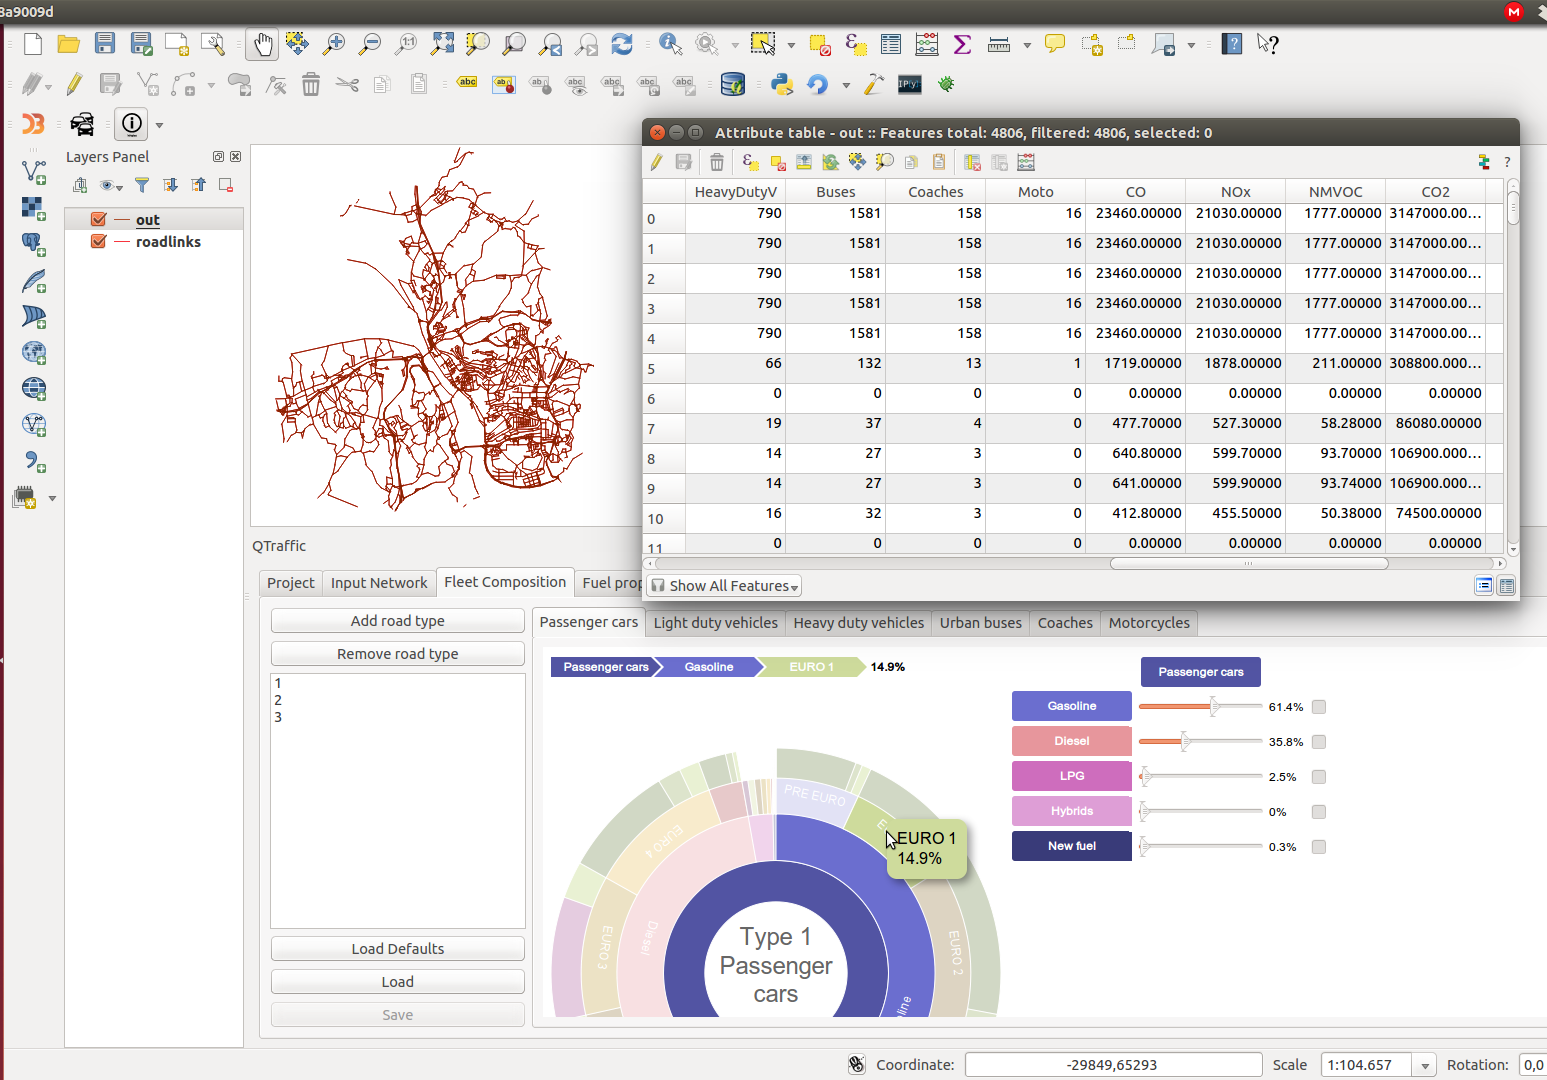 8a9009d
M
Layers Panel
out
roadlinks
Attribute table - out :: Features total: 4806, filtered: 4806, selected: 0
HeavyDutyV Buses Coaches Moto CO NOx NMVOC CO2
0 790 1581 158 16 23460.00000 21030.00000 1777.00000 3147000.00...
1 790 1581 158 16 23460.00000 21030.00000 1777.00000 3147000.00...
2 790 1581 158 16 23460.00000 21030.00000 1777.00000 3147000.00...
3 790 1581 158 16 23460.00000 21030.00000 1777.00000 3147000.00...
4 790 1581 158 16 23460.00000 21030.00000 1777.00000 3147000.00...
5 66 132 13 1 1719.00000 1878.00000 211.00000 308800.000...
6 0 0 0 0 0.00000 0.00000 0.00000 0.00000
7 19 37 4 0 477.70000 527.30000 58.28000 86080.00000
8 14 27 3 0 640.80000 599.70000 93.70000 106900.000...
9 14 27 3 0 641.00000 599.90000 93.74000 106900.000...
10 16 32 3 0 412.80000 455.50000 50.38000 74500.00000
11 0 0 0 0 0.00000 0.00000 0.00000 0.00000
Show All Features
QTraffic
Project Input Network Fleet Composition Fuel prop
Add road type
Remove road type
1
2
3
Load Defaults
Load
Save
Passenger cars Light duty vehicles Heavy duty vehicles Urban buses Coaches Motorcycles
Passenger cars Gasoline EURO 1 14.9%
Passenger cars
Gasoline 61.4%
Diesel 35.8%
LPG 2.5%
Hybrids 0%
New fuel 0.3%
PRE EURO
EURO 1
14.9%
EURO 4
EURO 3
Diesel
EURO 2
oline
Type 1
Passenger
cars
Coordinate: -29849,65293 Scale 1:104.657 Rotation: 0,0